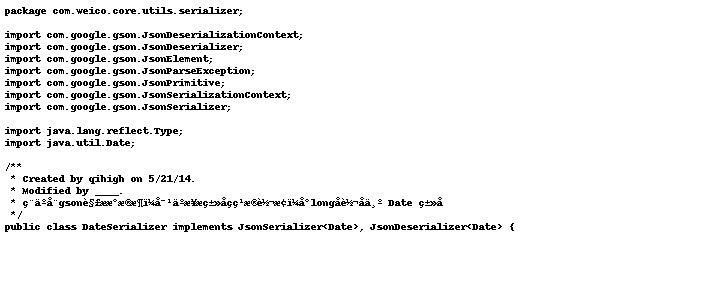 package com.weico.core.utils.serializer;
import com.google.gson.JsonDeserializationContext;
import com.google.gson.JsonDeserializer;
import com.google.gson.JsonElement;
import com.google.gson.JsonParseException;
import com.google.gson.JsonPrimitive;
import com.google.gson.JsonSerializationContext;
import com.google.gson.JsonSerializer;
import java.lang.reflect.Type;
import java.util.Date;
/**
 * Created by qihigh on 5/21/14.
 * Modified by ____.
 * ç¨äºå¨gsonè§£ææ°æ®æ¶ï¼å¯¹äºæ¥æç±»åçç¹æ®è½¬æ¢ï¼å°longåè½¬åä¸º Date ç±»å
 */
public class DateSerializer implements JsonSerializer<Date>, JsonDeserializer<Date> {